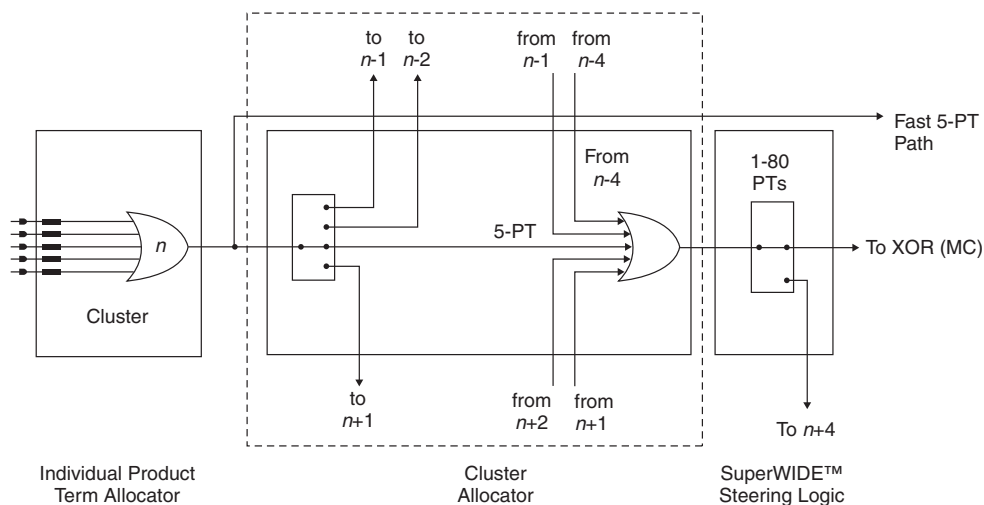 to
n-1
to
n-2
from
n-1
from
n-4
Fast 5-PT
Path
From
n-4
1-80
PTs
n
5-PT
To XOR (MC)
Cluster
to
n+1
from
n+2
from
n+1
To n+4
Individual Product
Term Allocator
Cluster
Allocator
SuperWIDE™
Steering Logic